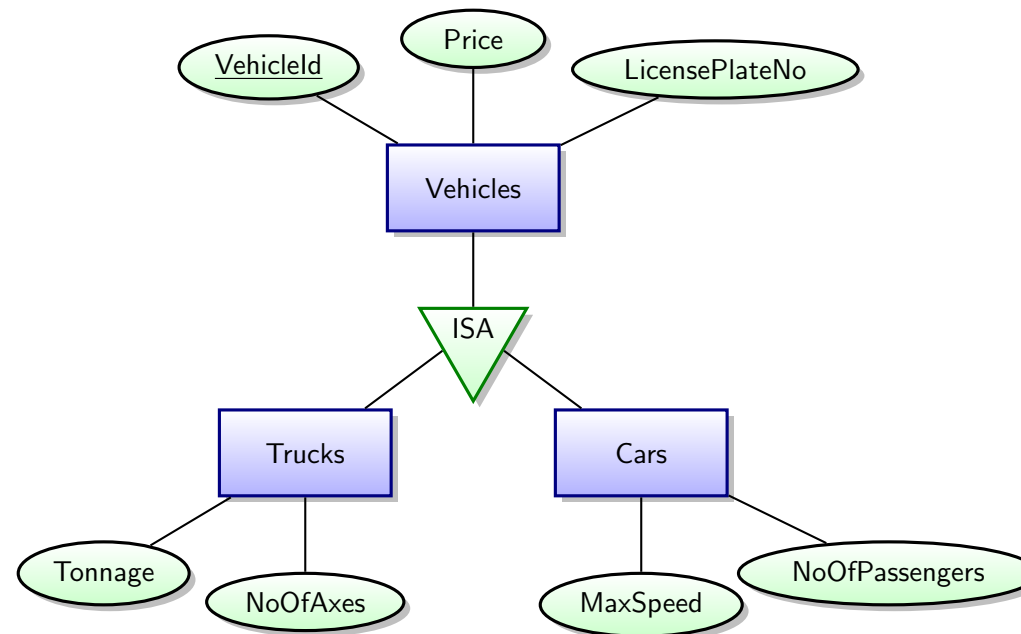 VehicleId
Price
LicensePlateNo
Vehicles
ISA
Trucks
Cars
Tonnage
NoOfAxes
MaxSpeed
NoOfPassengers